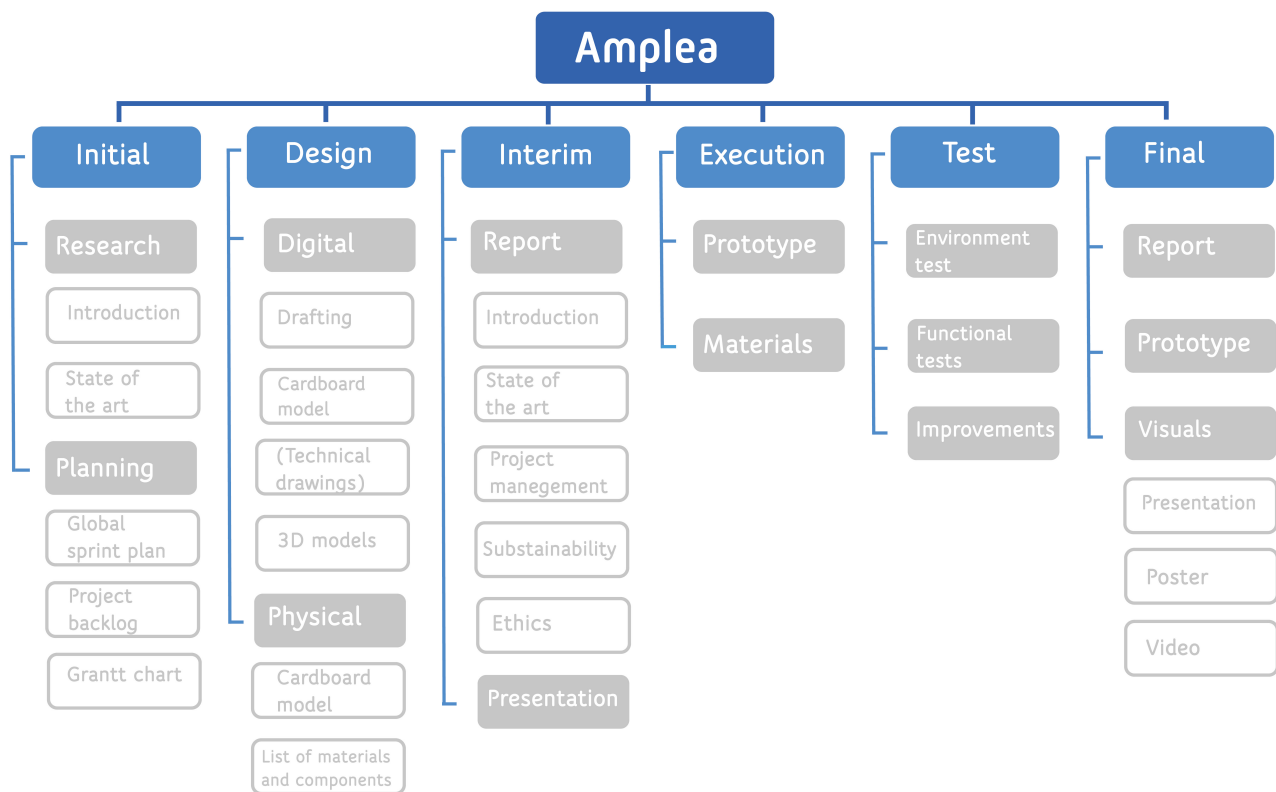 Amplea
Initial
Research
Introduction
State of
the art
Planning
Global
sprint plan
Project
backlog
Grantt chart
Design
Digital
Drafting
Cardboard
model
(Technical
drawings)
3D models
Physical
Cardboard
model
List of materials
and components
Interim
Report
Introduction
State of
the art
Project
manegement
Substainability
Ethics
Presentation
Execution
Prototype
Materials
Test
Environment
test
Functional
tests
Improvements
Final
Report
Prototype
Visuals
Presentation
Poster
Video